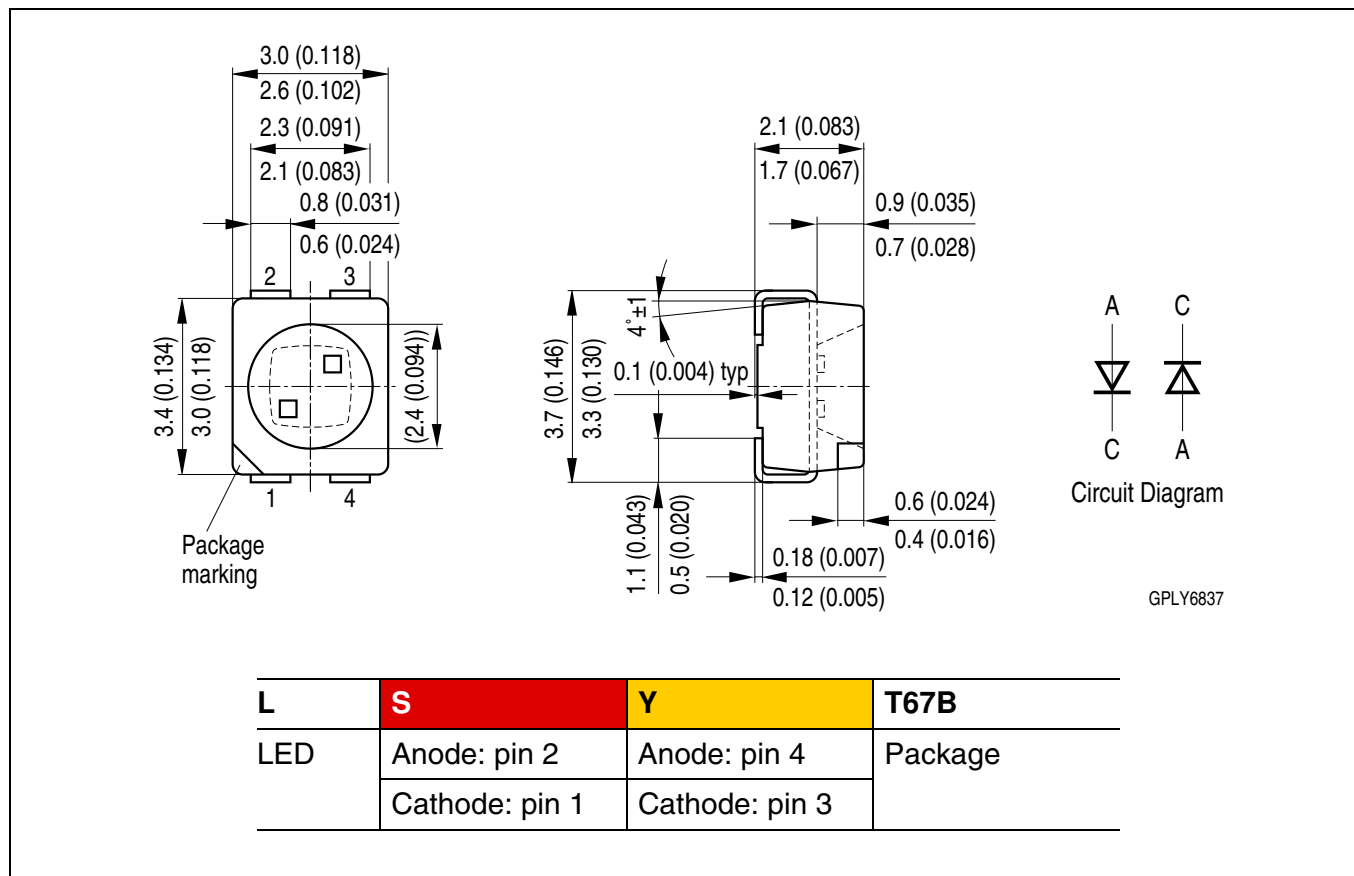 3.0 (0.118)
2.6 (0.102)
2.3 (0.091)
2.1 (0.083)
0.8 (0.031)
0.6 (0.024)
2 3
3.4 (0.134)
3.0 (0.118)
(2.4 (0.094))
1 4
Package
marking
2.1 (0.083)
1.7 (0.067)
0.9 (0.035)
0.7 (0.028)
4°±1
0.1 (0.004) typ
3.7 (0.146)
3.3 (0.130)
1.1 (0.043)
0.5 (0.020)
0.6 (0.024)
0.4 (0.016)
0.18 (0.007)
0.12 (0.005)
A C
C A
Circuit Diagram
GPLY6837
L S Y T67B
LED Anode: pin 2 Anode: pin 4 Package
Cathode: pin 1 Cathode: pin 3